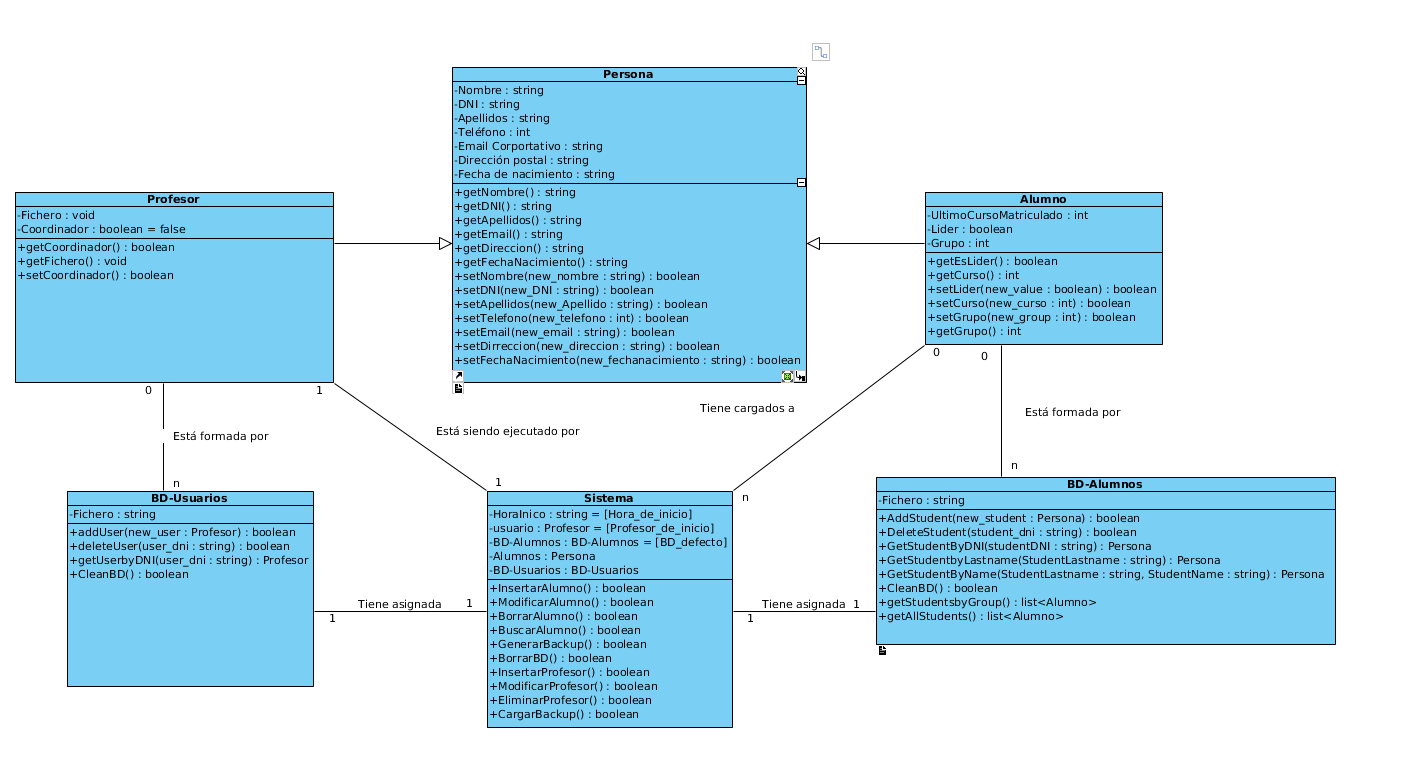 Persona
-Nombre : string
-DNI : string
-Apellidos : string
-Teléfono : int
-Email Corportativo : string
-Dirección postal : string
-Fecha de nacimiento : string
+getNombre() : string
+getDNI() : string
+getApellidos() : string
+getEmail() : string
+getDireccion() : string
+getFechaNacimiento() : string
+setNombre(new_nombre : string) : boolean
+setDNI(new_DNI : string) : boolean
+setApellidos(new_Apellido : string) : boolean
+setTelefono(new_telefono : int) : boolean
+setEmail(new_email : string) : boolean
+setDirreccion(new_direccion : string) : boolean
+setFechaNacimiento(new_fechanacimiento : string) : boolean
Profesor
-Fichero : void
-Coordinador : boolean = false
+getCoordinador() : boolean
+getFichero() : void
+setCoordinador() : boolean
Alumno
-UltimoCursoMatriculado : int
-Lider : boolean
-Grupo : int
+getEsLider() : boolean
+getCurso() : int
+setLider(new_value : boolean) : boolean
+setCurso(new_curso : int) : boolean
+setGrupo(new_group : int) : boolean
+getGrupo() : int
0
1
0
0
Está formada por
Está siendo ejecutado por
Tiene cargados a
Está formada por
n
1
n
n
BD-Usuarios
-Fichero : string
+addUser(new_user : Profesor) : boolean
+deleteUser(user_dni : string) : boolean
+getUserbyDNI(user_dni : string) : Profesor
+CleanBD() : boolean
Tiene asignada
1
1
Sistema
-HoraInico : string = [Hora_de_inicio]
-usuario : Profesor = [Profesor_de_inicio]
-BD-Alumnos : BD-Alumnos = [BD_defecto]
-Alumnos : Persona
-BD-Usuarios : BD-Usuarios
+InsertarAlumno() : boolean
+ModificarAlumno() : boolean
+BorrarAlumno() : boolean
+BuscarAlumno() : boolean
+GenerarBackup() : boolean
+BorrarBD() : boolean
+InsertarProfesor() : boolean
+ModificarProfesor() : boolean
+EliminarProfesor() : boolean
+CargarBackup() : boolean
Tiene asignada
1
1
BD-Alumnos
-Fichero : string
+AddStudent(new_student : Persona) : boolean
+DeleteStudent(student_dni : string) : boolean
+GetStudentByDNI(studentDNI : string) : Persona
+GetStudentbyLastname(StudentLastname : string) : Persona
+GetStudentByName(StudentLastname : string, StudentName : string) : Persona
+CleanBD() : boolean
+getStudentsbyGroup() : list<Alumno>
+getAllStudents() : list<Alumno>